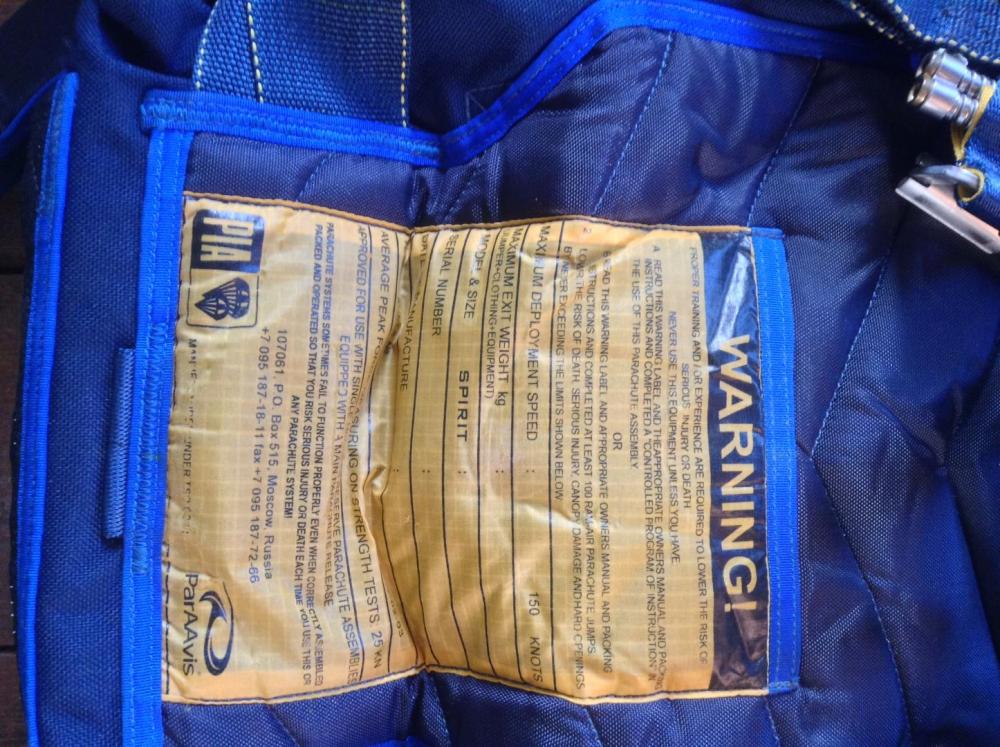 WARNING!
PROPER TRAINING AND/OR EXPERIENCE ARE REQUIRED TO LOWER THE RISK OF
SERIOUS INJURY OR DEATH
NEVER USE THIS EQUIPMENT UNLESS YOU HAVE
A READ THIS WARNING LABEL AND THE APPROPRIATE OWNERS MANUAL AND
INSTRUCTIONS AND COMPLETED A "CONTROLLED PROGRAM OF INSTRUCTION" IN
THE USE OF THIS PARACHUTE ASSEMBLY
OR
READ THIS WARNING LABEL AND APPROPRIATE OWNERS MANUAL AND PACKING
INSTRUCTIONS AND COMPLETED AT LEAST 100 RAM AIR PARACHUTE JUMPS
2 LOWER THE RISK OF DEATH, SERIOUS INJURY, CANOPY DAMAGE AND HARD OPENINGS
BY NEVER EXCEEDING THE LIMITS SHOWN BELOW
MAXIMUM DEPLOYMENT SPEED : 150 KNOTS
MAXIMUM EXIT WEIGHT kg
(JUMPER+CLOTHING+EQUIPMENT) :
MODEL & SIZE SPIRIT
SERIAL NUMBER :
MANUFACTURE :
AVERAGE PEAK
APPROVED FOR USE WITH STRENGTH TESTS 25 KN
EQUIPPED WITH A MAIN RESERVE PARACHUTE ASSEMBLIES
RELEASE
PARACHUTE SYSTEMS SOMETIMES FAIL TO FUNCTION PROPERLY EVEN WHEN CORRECTLY ASSEMBLED
PACKED AND OPERATED SO THAT YOU RISK SERIOUS INJURY OR DEATH EACH TIME YOU USE THIS OR
ANY PARACHUTE SYSTEM!
107061, P.O. Box 515, Moscow, Russia
+7 095 187-18-11 fax +7 095 187-72-66
PIA
UNDER
ParAAvis